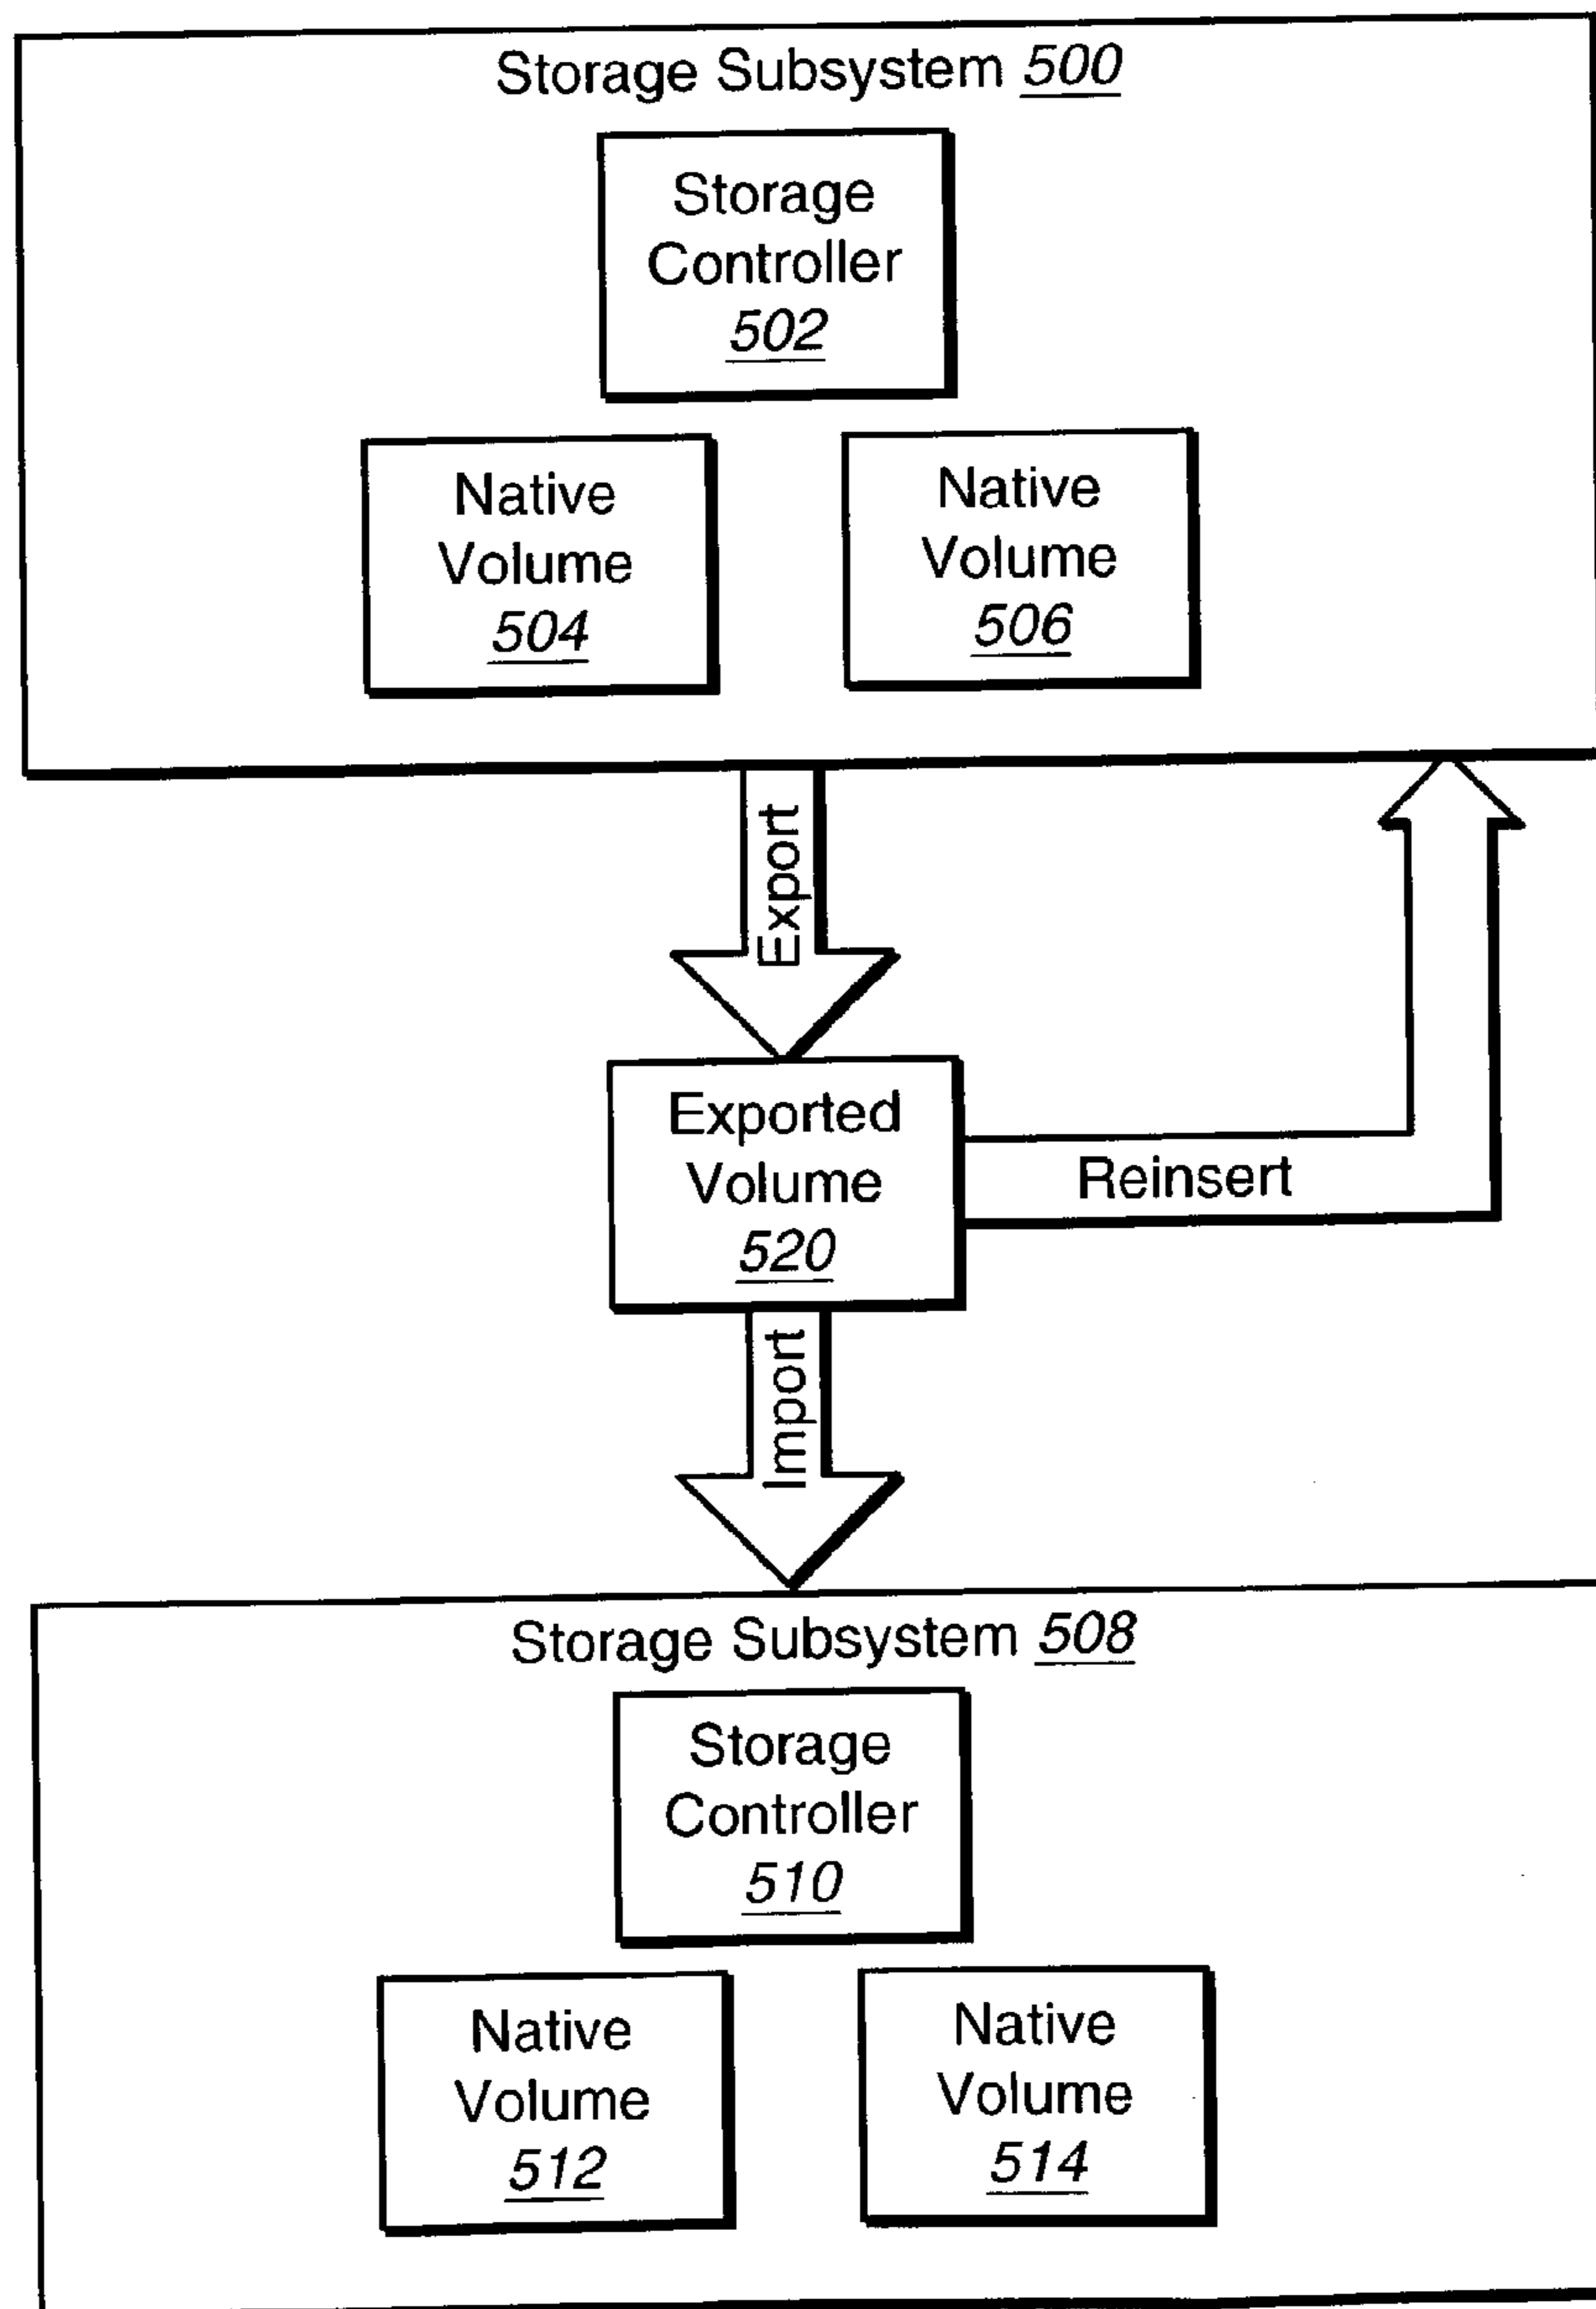 Storage Subsystem 500
Storage
Controller
502
Native
Volume
504
Native
Volume
506
Export
Exported
Volume
520
Reinsert
Import
Storage Subsystem 508
Storage
Controller
510
Native
Volume
512
Native
Volume
514